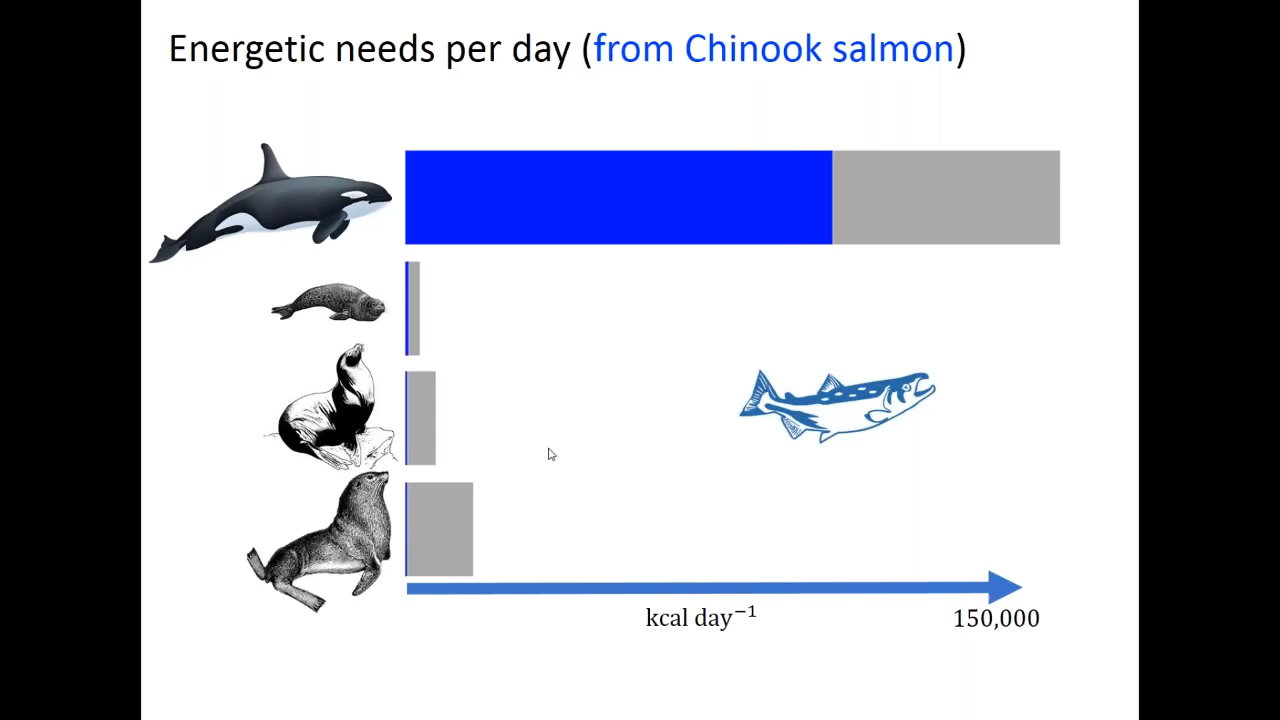 Energetic needs per day (from Chinook salmon)
kcal day⁻¹
150,000